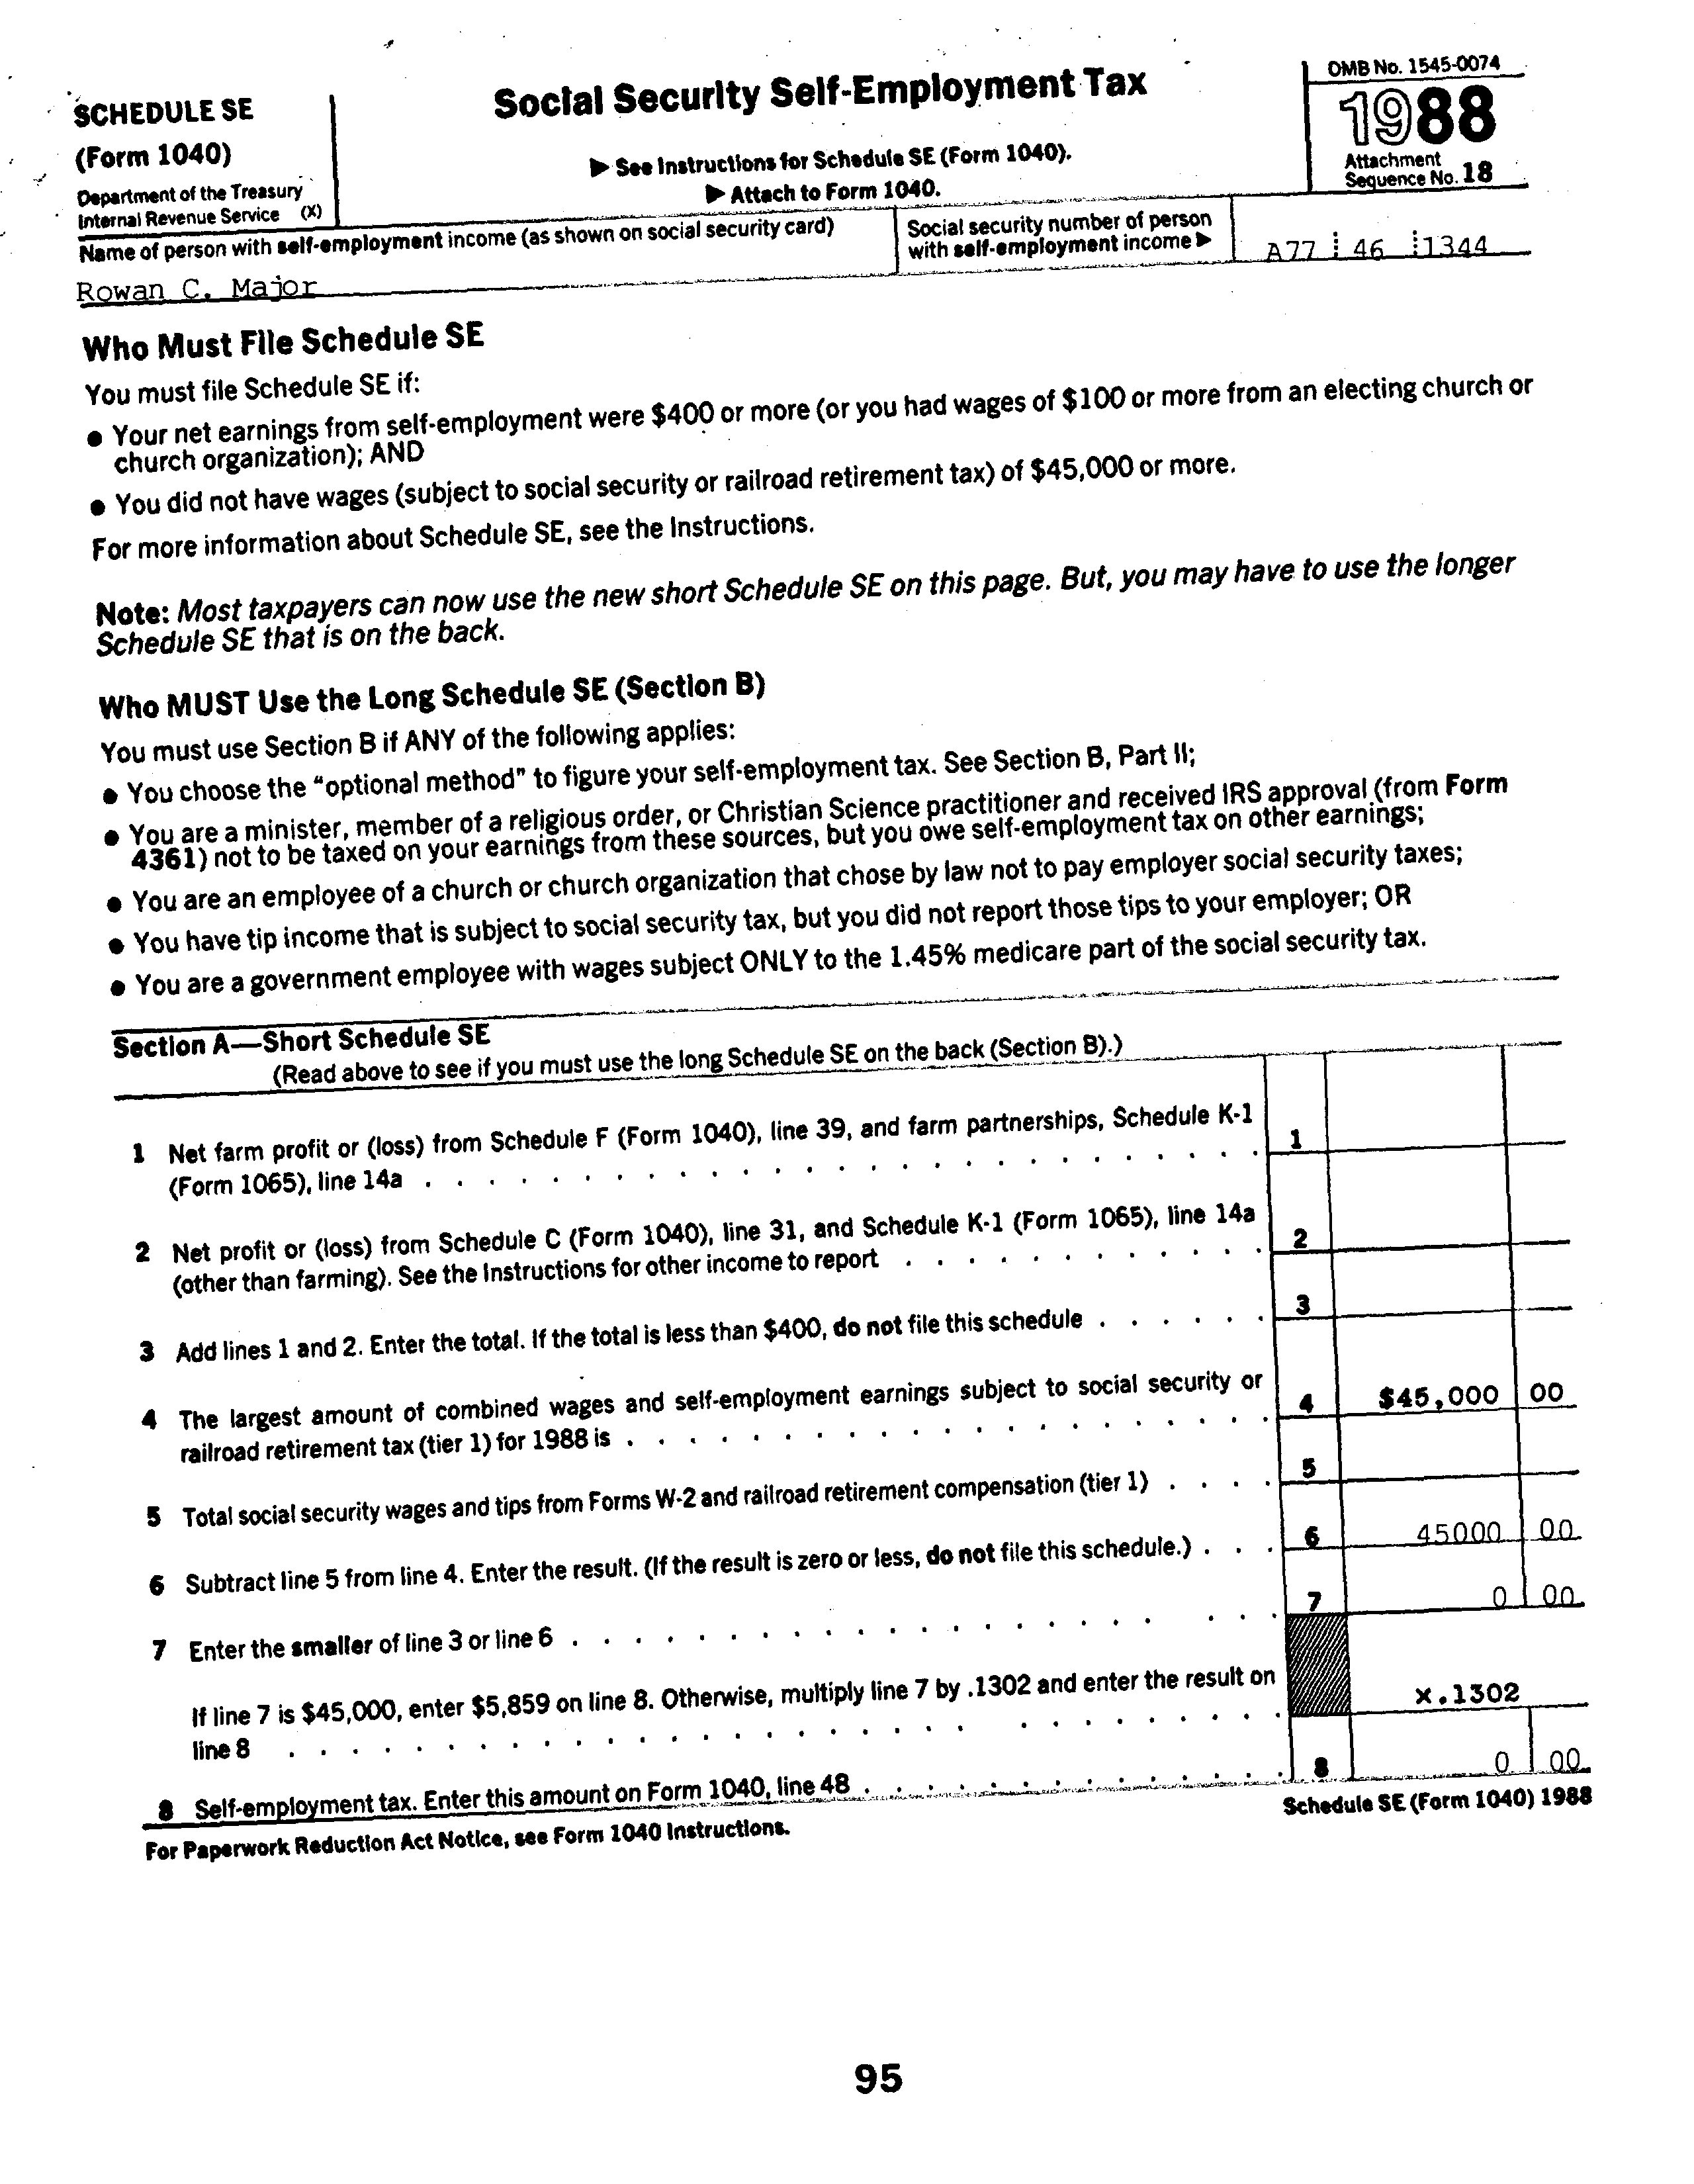 SCHEDULE SE
(Form 1040)
Department of the Treasury
Internal Revenue Service (X)
Social Security Self-Employment Tax
▶ See Instructions for Schedule SE (Form 1040).
▶ Attach to Form 1040.
OMB No. 1545-0074
1988
Attachment
Sequence No. 18
Name of person with self-employment income (as shown on social security card)
Rowan C. Major
Social security number of person
with self-employment income ▶
A77 46 1344
Who Must File Schedule SE
You must file Schedule SE if:
● Your net earnings from self-employment were $400 or more (or you had wages of $100 or more from an electing church or
church organization); AND
● You did not have wages (subject to social security or railroad retirement tax) of $45,000 or more.
For more information about Schedule SE, see the Instructions.
Note: Most taxpayers can now use the new short Schedule SE on this page. But, you may have to use the longer
Schedule SE that is on the back.
Who MUST Use the Long Schedule SE (Section B)
You must use Section B if ANY of the following applies:
● You choose the "optional method" to figure your self-employment tax. See Section B, Part II;
● You are a minister, member of a religious order, or Christian Science practitioner and received IRS approval (from Form
4361) not to be taxed on your earnings from these sources, but you owe self-employment tax on other earnings;
● You are an employee of a church or church organization that chose by law not to pay employer social security taxes;
● You have tip income that is subject to social security tax, but you did not report those tips to your employer; OR
● You are a government employee with wages subject ONLY to the 1.45% medicare part of the social security tax.
Section A—Short Schedule SE
(Read above to see if you must use the long Schedule SE on the back (Section B).)
1 Net farm profit or (loss) from Schedule F (Form 1040), line 39, and farm partnerships, Schedule K-1
(Form 1065), line 14a . . . . . . . . . . . . . . . . . . . . . . . . . . 1
2 Net profit or (loss) from Schedule C (Form 1040), line 31, and Schedule K-1 (Form 1065), line 14a
(other than farming). See the Instructions for other income to report . . . . . . . . . . . 2
3 Add lines 1 and 2. Enter the total. If the total is less than $400, do not file this schedule . . . . . . 3
4 The largest amount of combined wages and self-employment earnings subject to social security or
railroad retirement tax (tier 1) for 1988 is . . . . . . . . . . . . . . . . . . . . 4 $45,000 00
5 Total social security wages and tips from Forms W-2 and railroad retirement compensation (tier 1) . . . . 5
6 Subtract line 5 from line 4. Enter the result. (If the result is zero or less, do not file this schedule.) . . . 6 45000 00
7 Enter the smaller of line 3 or line 6 . . . . . . . . . . . . . . . . . . . . . . 7 0 00
If line 7 is $45,000, enter $5,859 on line 8. Otherwise, multiply line 7 by .1302 and enter the result on
line 8 . . . . . . . . . . . . . . . . . . . . . . . . . . . . . . x.1302
8 Self-employment tax. Enter this amount on Form 1040, line 48 . . . . . . . . . . . . . . 8 0 00
For Paperwork Reduction Act Notice, see Form 1040 Instructions.
Schedule SE (Form 1040) 1988
95